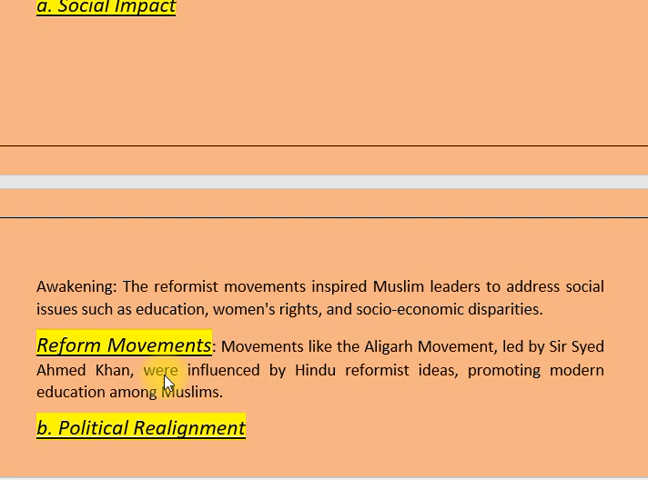 a. Social Impact
Awakening: The reformist movements inspired Muslim leaders to address social
issues such as education, women's rights, and socio-economic disparities.
Reform Movements: Movements like the Aligarh Movement, led by Sir Syed
Ahmed Khan, were influenced by Hindu reformist ideas, promoting modern
education among Muslims.
b. Political Realignment